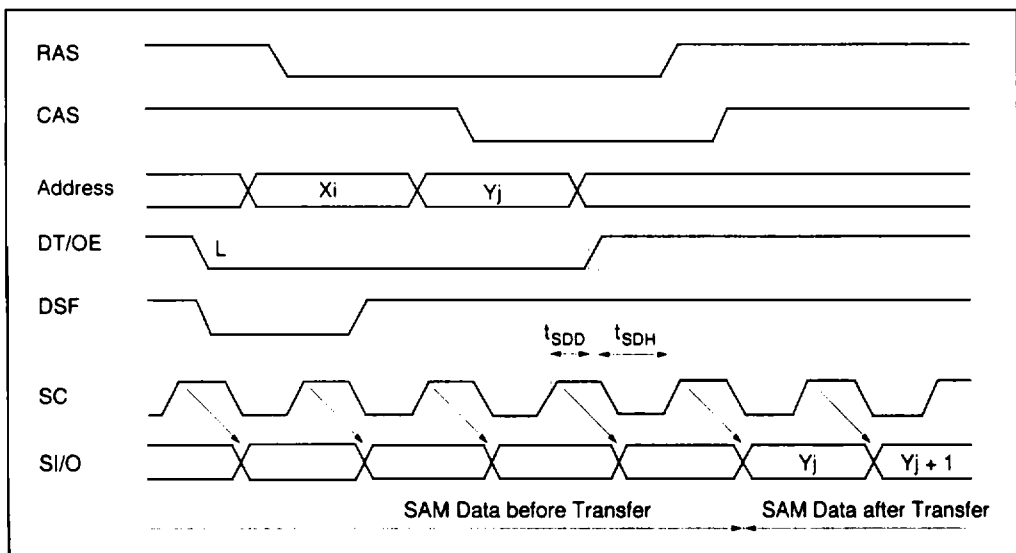 RAS
CAS
Address Xi Yj
DT/OE L
DSF
tSDD tSDH
SC
SI/O Yj Yj + 1
SAM Data before Transfer SAM Data after Transfer